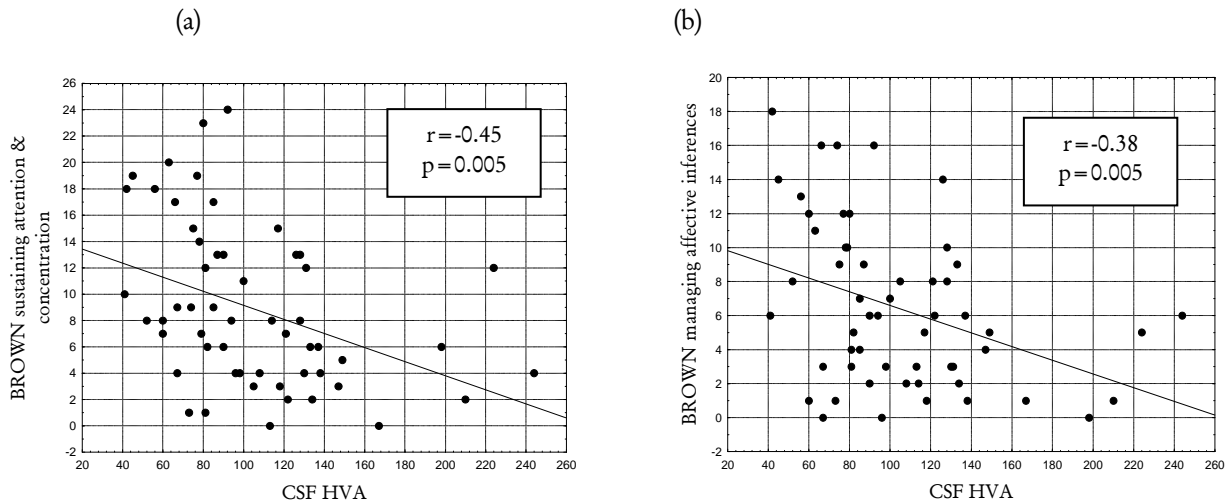 (a)
BROWN sustaining attention &
concentration
26
24
22
20
18
16
14
12
10
8
6
4
2
0
-2
r=-0.45
p=0.005
20 40 60 80 100 120 140 160 180 200 220 240 260
CSF HVA
(b)
BROWN managing affective inferences
20
18
16
14
12
10
8
6
4
2
0
-2
r=-0.38
p=0.005
20 40 60 80 100 120 140 160 180 200 220 240 260
CSF HVA